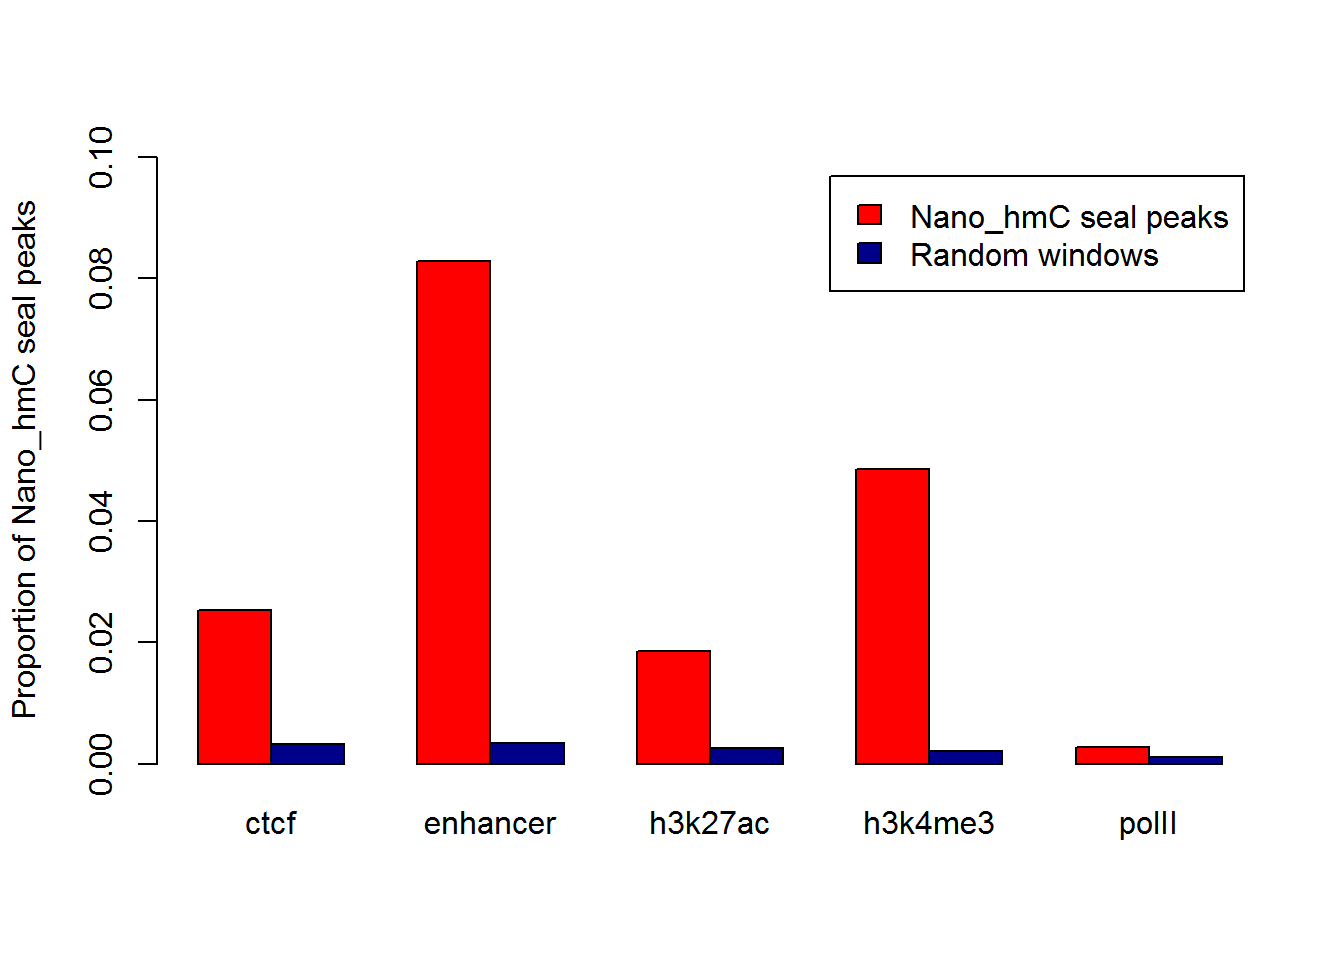 Proportion of Nano_hmC seal peaks
0.10
0.08
0.06
0.04
0.02
0.00
Nano_hmC seal peaks
Random windows
ctcf enhancer h3k27ac h3k4me3 polII